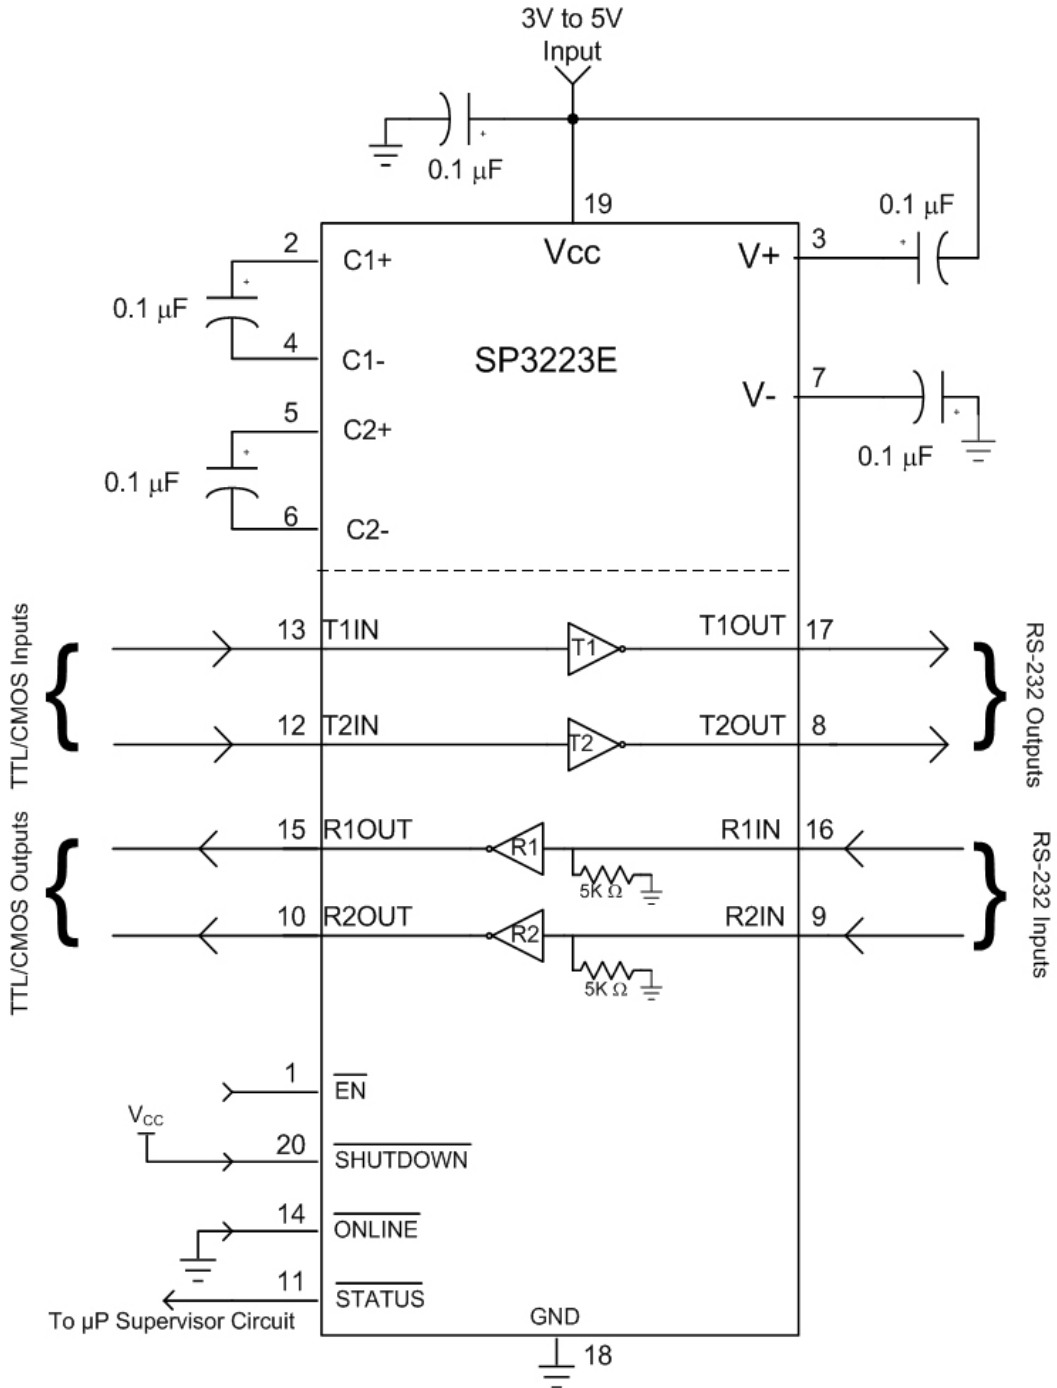 3V to 5V
Input
+
0.1 µF
19
0.1 µF
+
2
C1+
Vcc
V+
3
+
0.1 µF
SP3223E
4
C1-
7
V-
+
0.1 µF
5
C2+
+
0.1 µF
6
C2-
TTL/CMOS Inputs
13
T1IN
T1
T1OUT
17
12
T2IN
T2
T2OUT
8
RS-232 Outputs
TTL/CMOS Outputs
15
R1OUT
R1
R1IN
16
5K Ω
10
R2OUT
R2
R2IN
9
5K Ω
RS-232 Inputs
1
EN
VCC
20
SHUTDOWN
14
ONLINE
11
STATUS
To µP Supervisor Circuit
GND
18